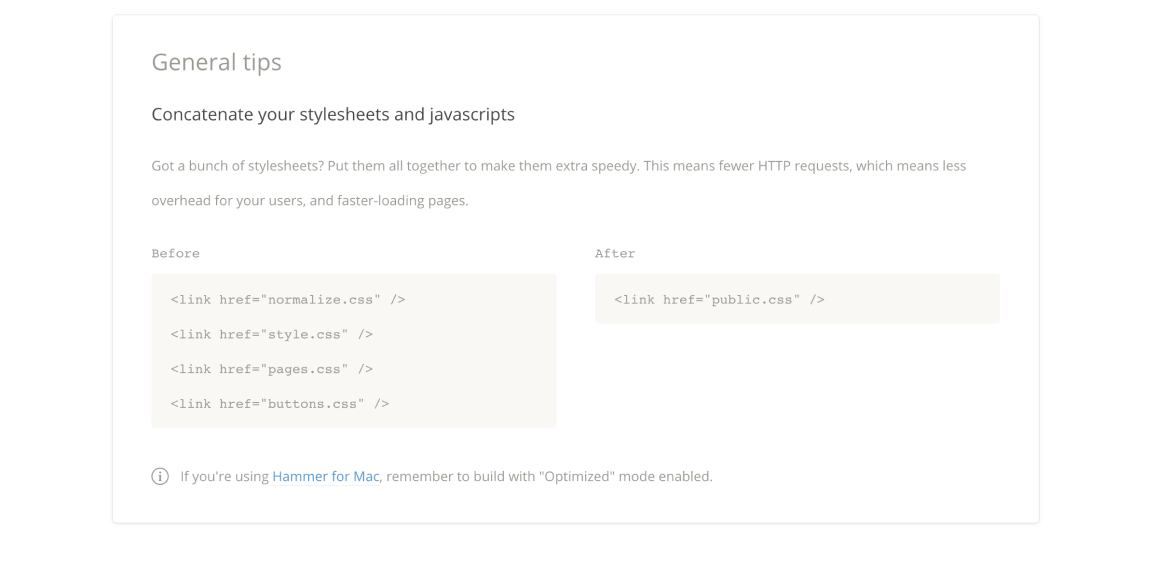 General tips
Concatenate your stylesheets and javascripts
Got a bunch of stylesheets? Put them all together to make them extra speedy. This means fewer HTTP requests, which means less
overhead for your users, and faster-loading pages.
Before
<link href="normalize.css" />
<link href="style.css" />
<link href="pages.css" />
<link href="buttons.css" />
After
<link href="public.css" />
If you're using Hammer for Mac, remember to build with "Optimized" mode enabled.